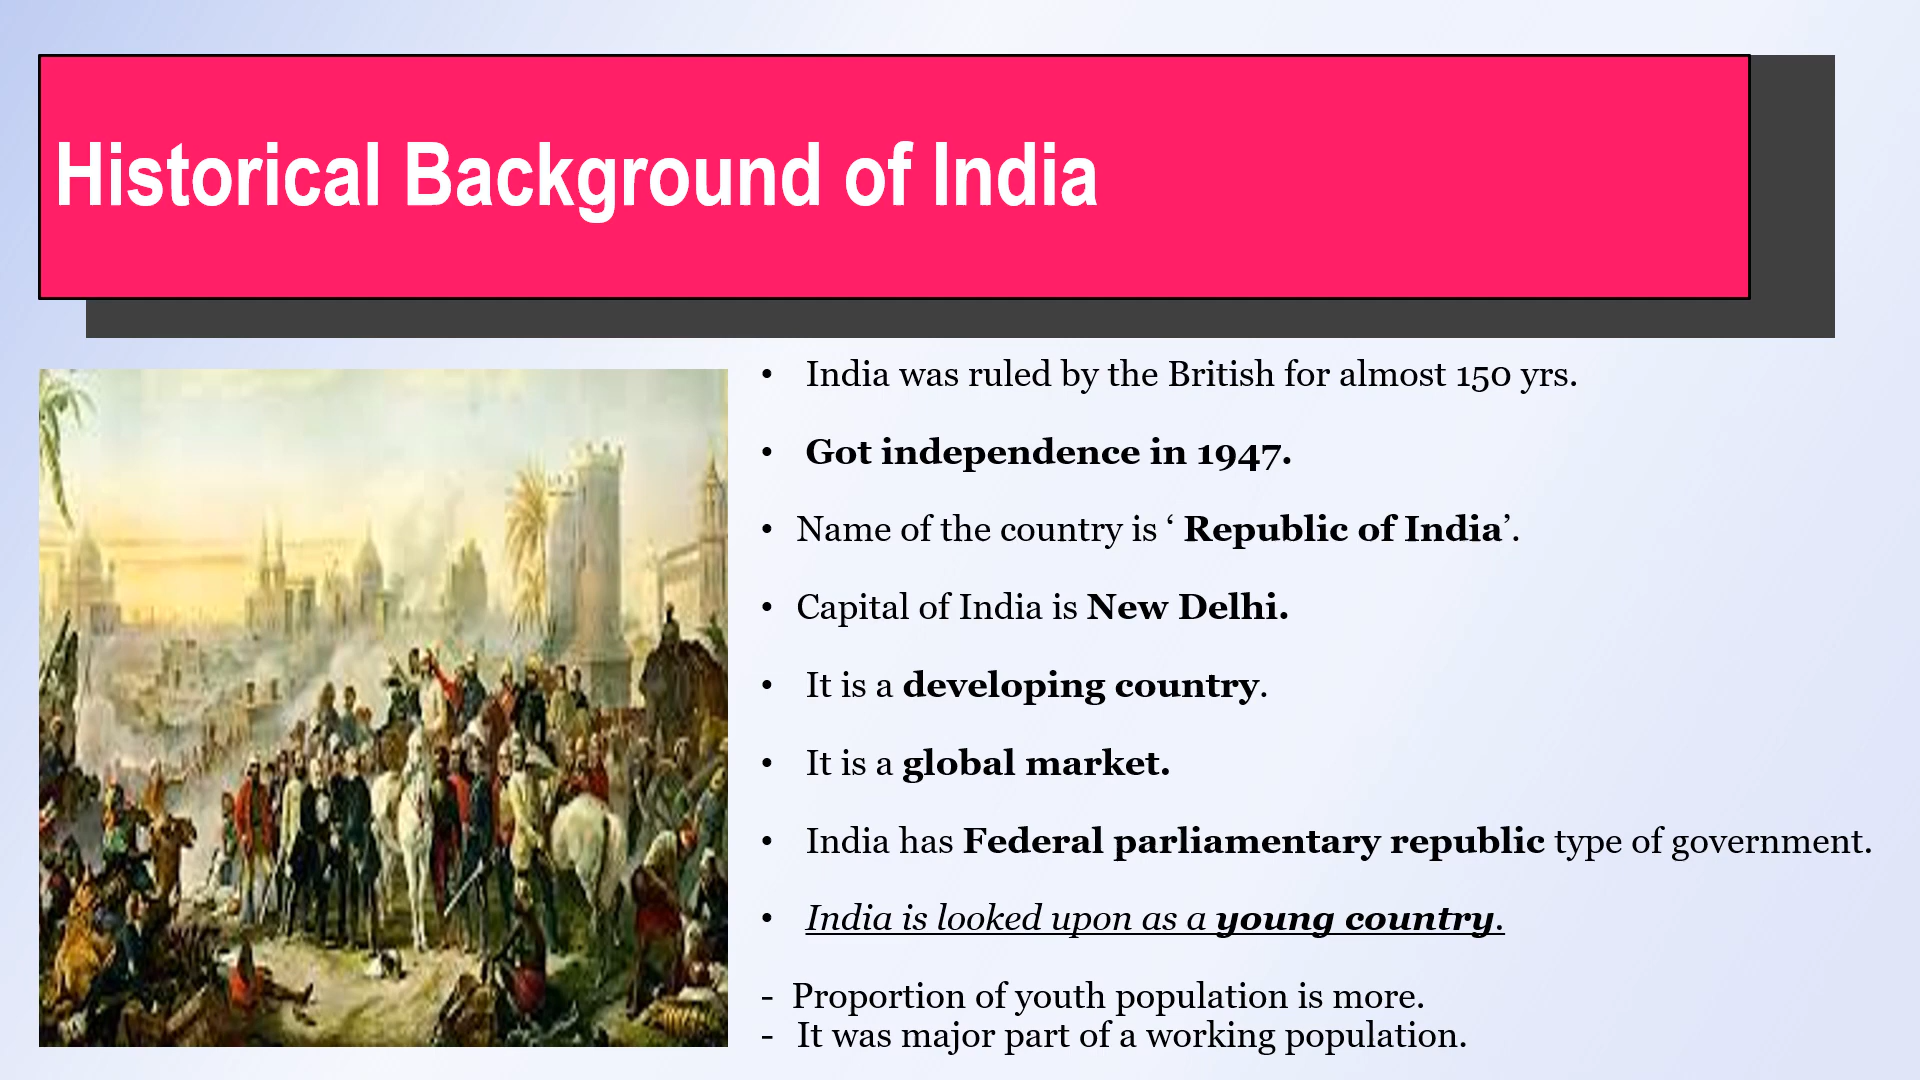 Historical Background of India
• India was ruled by the British for almost 150 yrs.
• Got independence in 1947.
• Name of the country is ‘ Republic of India’.
• Capital of India is New Delhi.
• It is a developing country.
• It is a global market.
• India has Federal parliamentary republic type of government.
• India is looked upon as a young country.
- Proportion of youth population is more.
- It was major part of a working population.